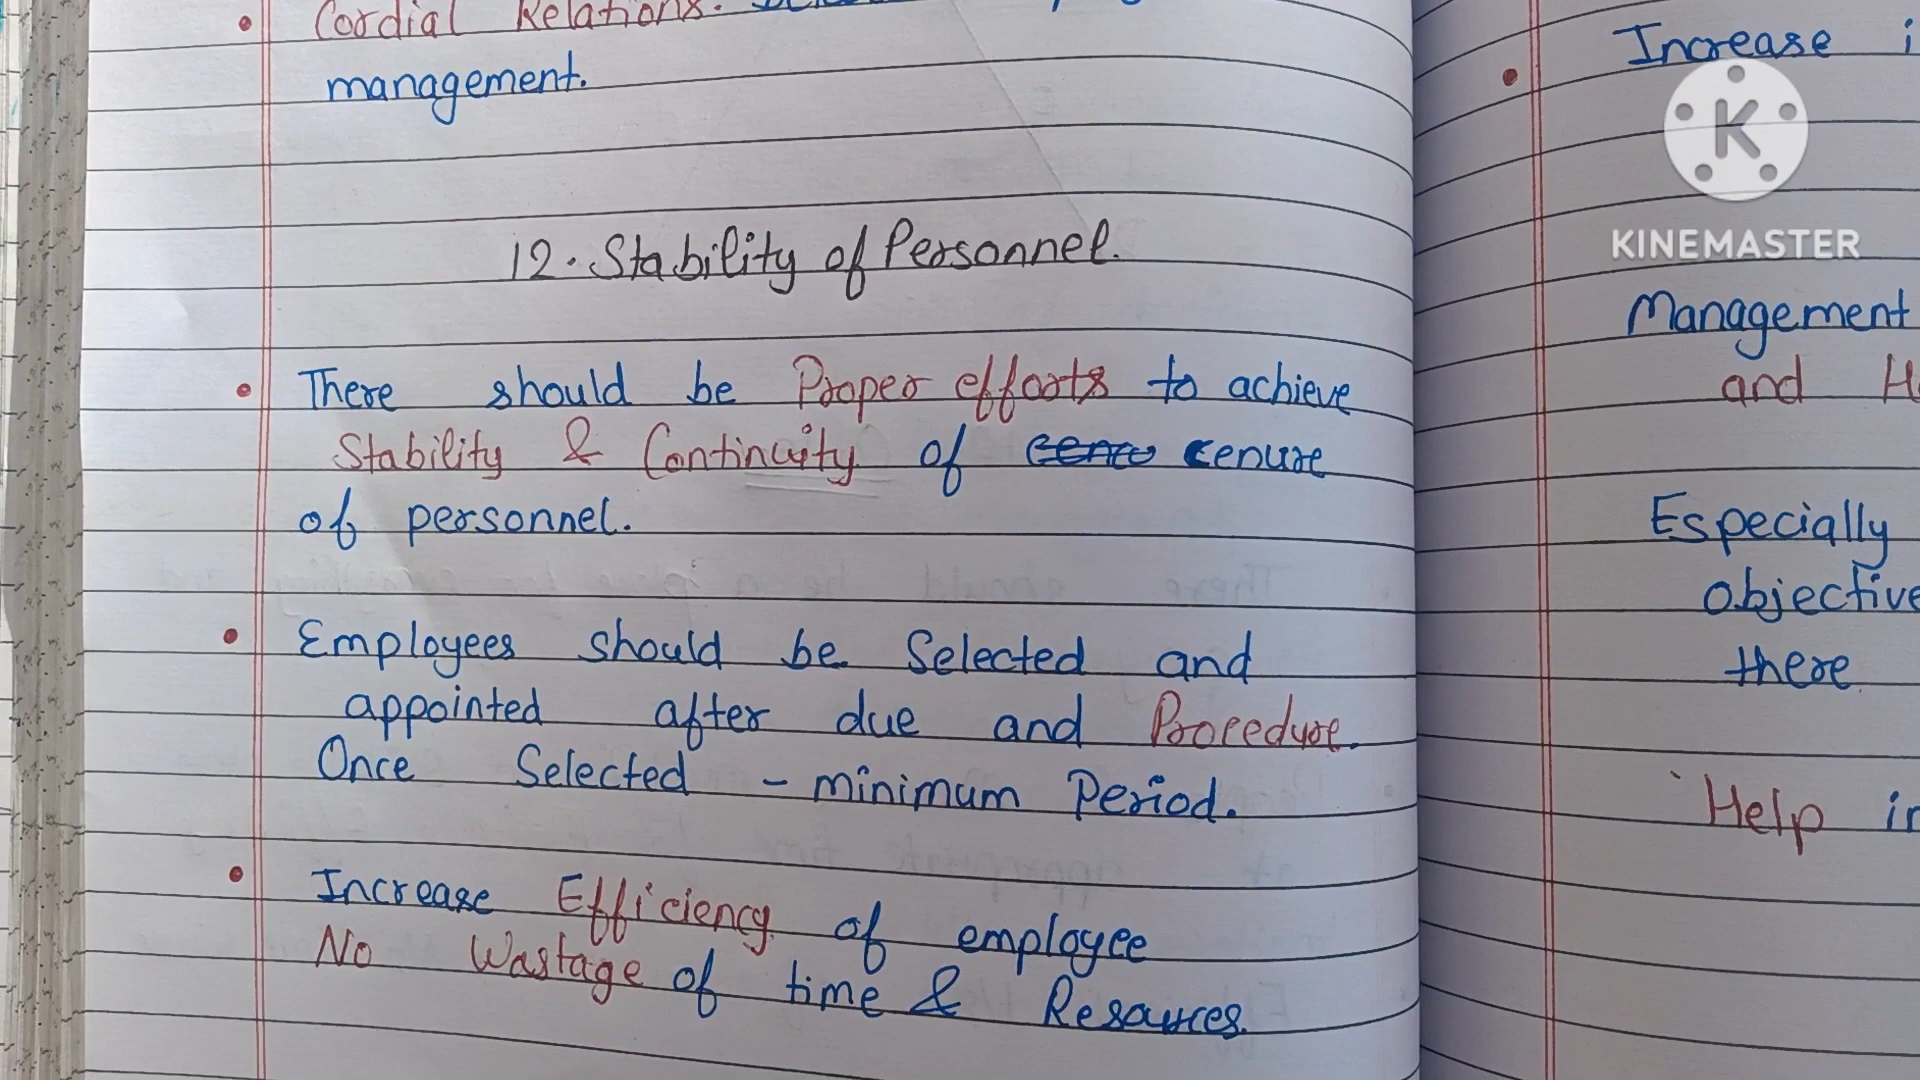 • Cordial Relations.
management.
12. Stability of Personnel.
• There should be Proper efforts to achieve
Stability & Continuity of cenure
of personnel.
• Employees should be Selected and
appointed after due and Procedure.
Once Selected - minimum Period.
• Increase Efficiency of employee
No Wastage of time & Resources.
• Increase
Management
and
Especially
objective
there
Help in
KINEMASTER